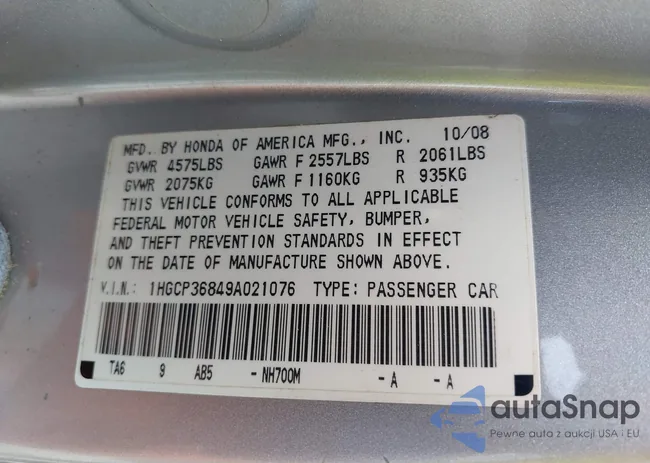 MFD. BY HONDA OF AMERICA MFG., INC. 10/08
GVWR 4575LBS GAWR F 2557LBS R 2061LBS
GVWR 2075KG GAWR F 1160KG R 935KG
THIS VEHICLE CONFORMS TO ALL APPLICABLE
FEDERAL MOTOR VEHICLE SAFETY, BUMPER,
AND THEFT PREVENTION STANDARDS IN EFFECT
ON THE DATE OF MANUFACTURE SHOWN ABOVE.
V.I.N.: 1HGCP36849A021076 TYPE: PASSENGER CAR
TA6 9 AB5 -NH700M -A -A
autaSnap
Pewne auta z aukcji USA i EU